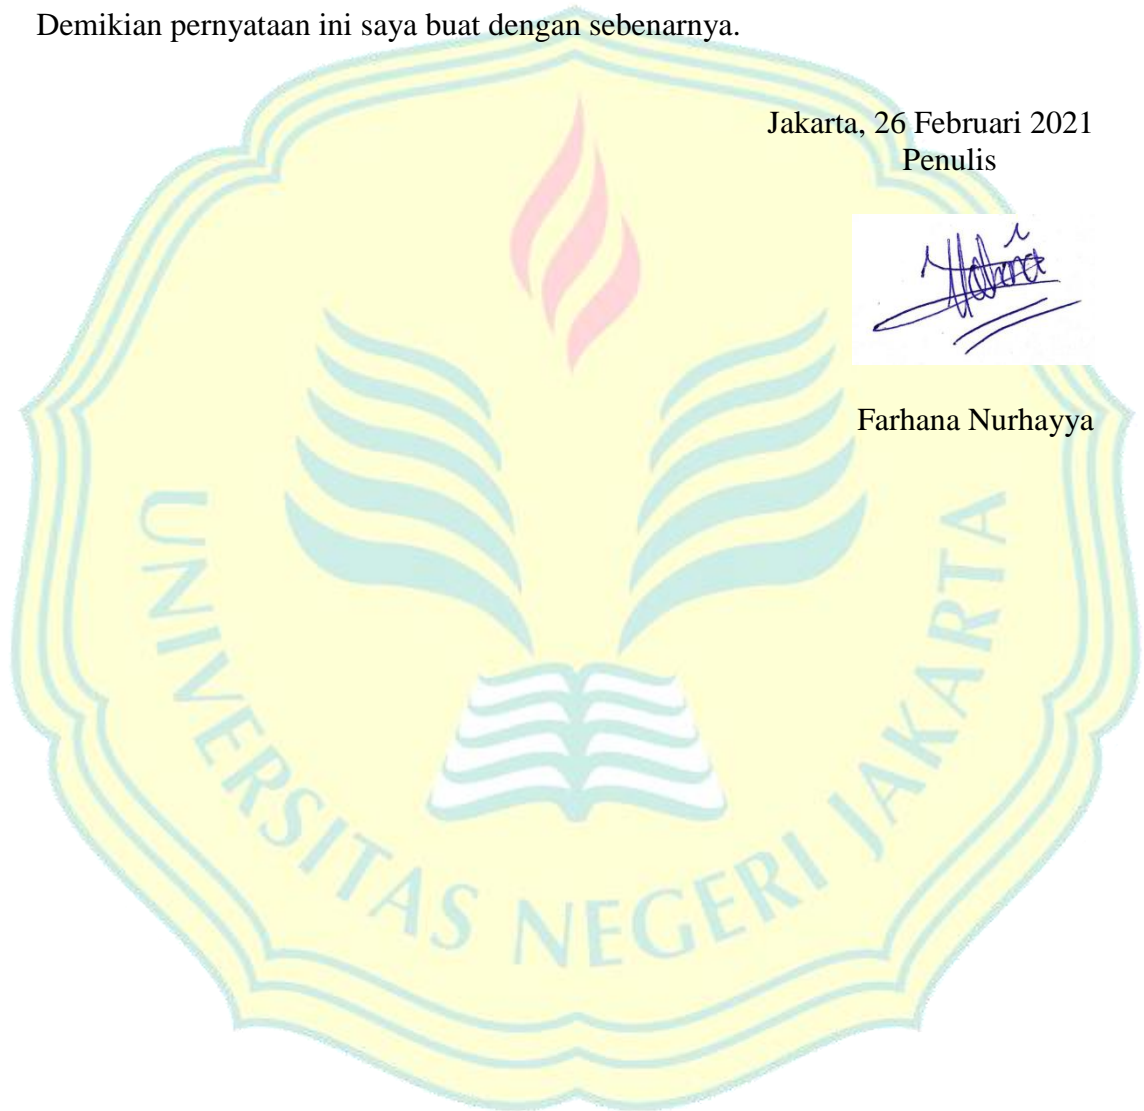 Demikian pernyataan ini saya buat dengan sebenarnya.
Jakarta, 26 Februari 2021
Penulis
Farhana Nurhayya
UNIVERSITAS NEGERI JAKARTA